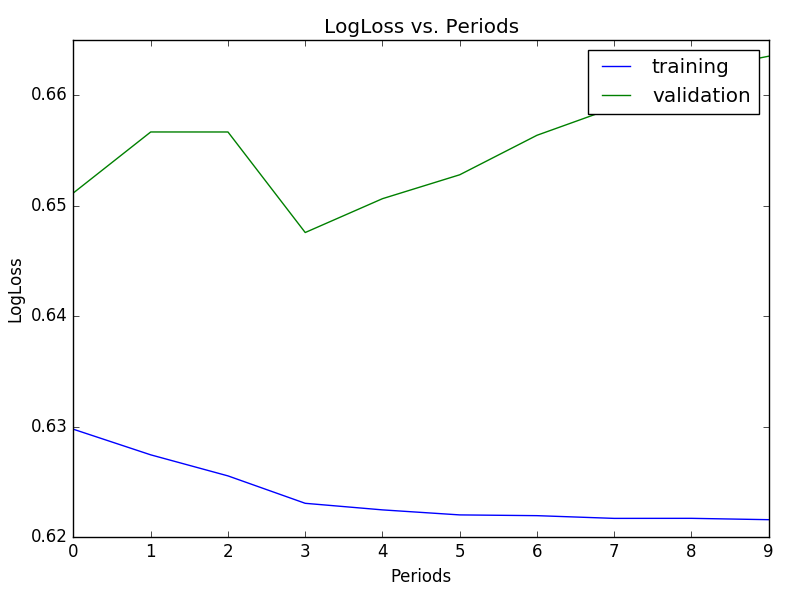 LogLoss vs. Periods
training
validation
0.66
0.65
0.64
0.63
0.62
LogLoss
0 1 2 3 4 5 6 7 8 9
Periods